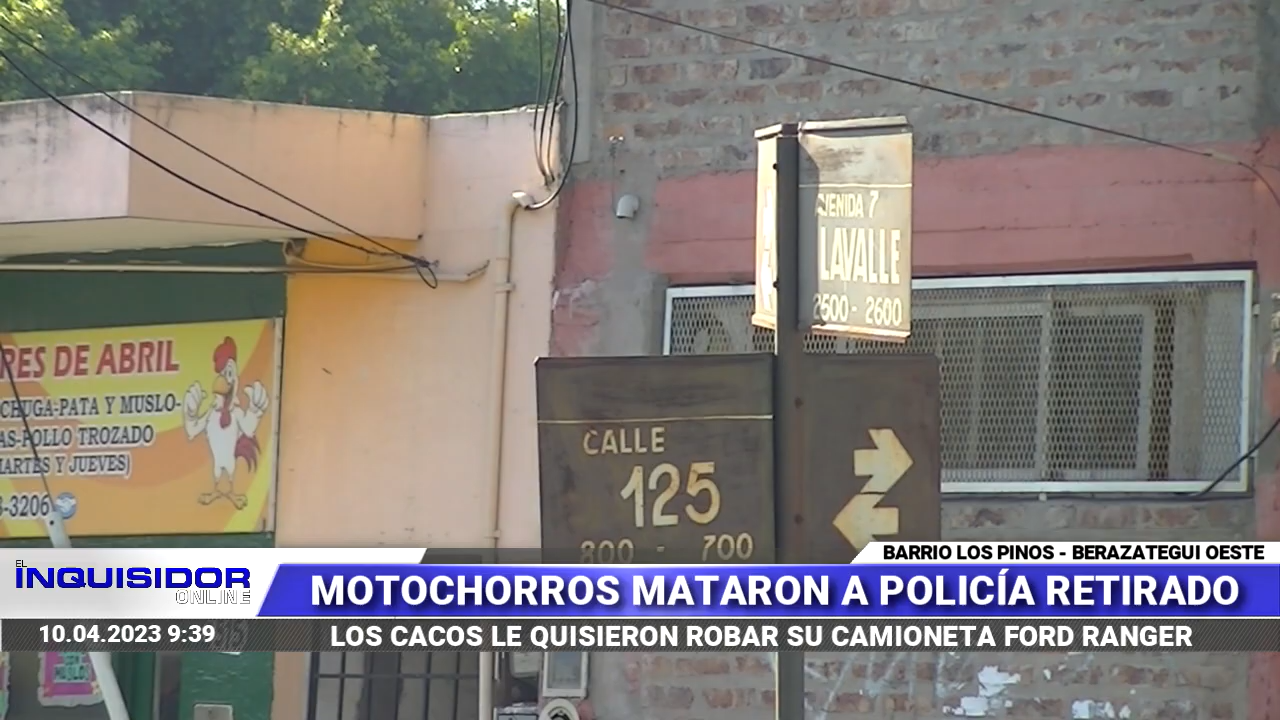 AVENIDA 7
LAVALLE
2500 - 2600
RES DE ABRIL
CHUGA-PATA Y MUSLO-
AS-POLLO TROZADO
MARTES Y JUEVES)
3-3206
CALLE
125
800 - 700
BARRIO LOS PINOS - BERAZATEGUI OESTE
EL
INQUISIDOR
ONLINE
MOTOCHORROS MATARON A POLICÍA RETIRADO
10.04.2023 9:39
LOS CACOS LE QUISIERON ROBAR SU CAMIONETA FORD RANGER